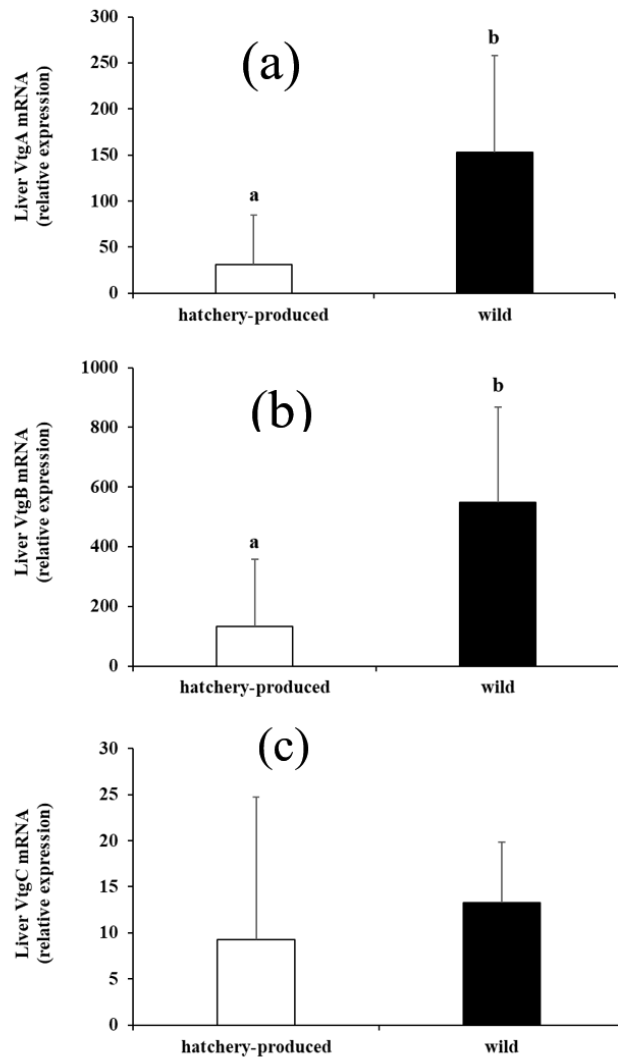 300
250
200
150
100
50
0
Liver VtgA mRNA
(relative expression)
(a)
a
b
hatchery-produced wild
1000
800
600
400
200
0
Liver VtgB mRNA
(relative expression)
(b)
a
b
hatchery-produced wild
30
25
20
15
10
5
0
Liver VtgC mRNA
(relative expression)
(c)
hatchery-produced wild